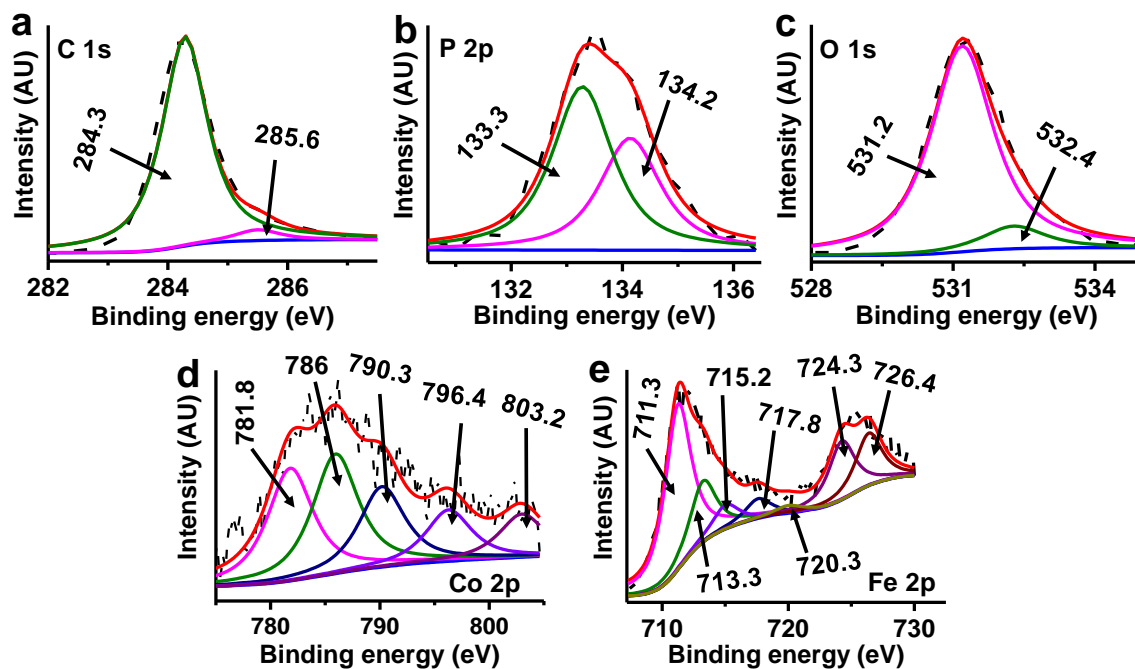 a
C 1s
284.3
285.6
Intensity (AU)
282
284
286
Binding energy (eV)
b
P 2p
133.3
134.2
Intensity (AU)
132
134
136
Binding energy (eV)
c
O 1s
531.2
532.4
Intensity (AU)
528
531
534
Binding energy (eV)
d
781.8
786
790.3
796.4
803.2
Co 2p
Intensity (AU)
780
790
800
Binding energy (eV)
e
711.3
715.2
717.8
724.3
726.4
713.3
720.3
Fe 2p
Intensity (AU)
710
720
730
Binding energy (eV)